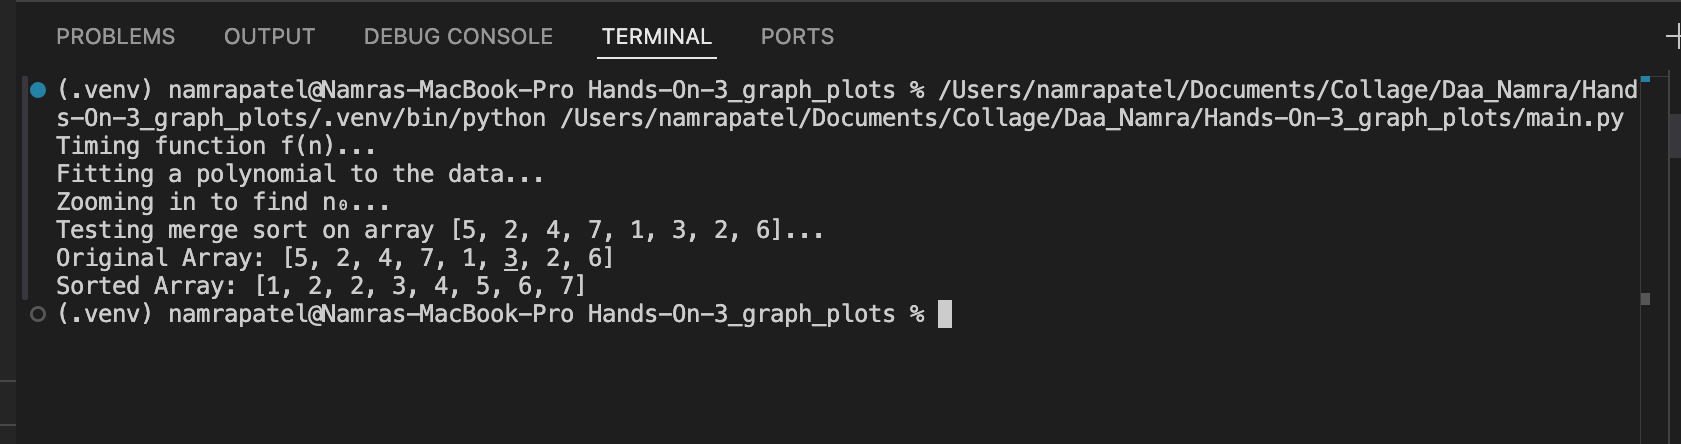 PROBLEMS OUTPUT DEBUG CONSOLE TERMINAL PORTS
(.venv) namrapatel@Namras-MacBook-Pro Hands-On-3_graph_plots % /Users/namrapatel/Documents/Collage/Daa_Namra/Hand
s-On-3_graph_plots/.venv/bin/python /Users/namrapatel/Documents/Collage/Daa_Namra/Hands-On-3_graph_plots/main.py
Timing function f(n)...
Fitting a polynomial to the data...
Zooming in to find n₀...
Testing merge sort on array [5, 2, 4, 7, 1, 3, 2, 6]...
Original Array: [5, 2, 4, 7, 1, 3, 2, 6]
Sorted Array: [1, 2, 2, 3, 4, 5, 6, 7]
(.venv) namrapatel@Namras-MacBook-Pro Hands-On-3_graph_plots %